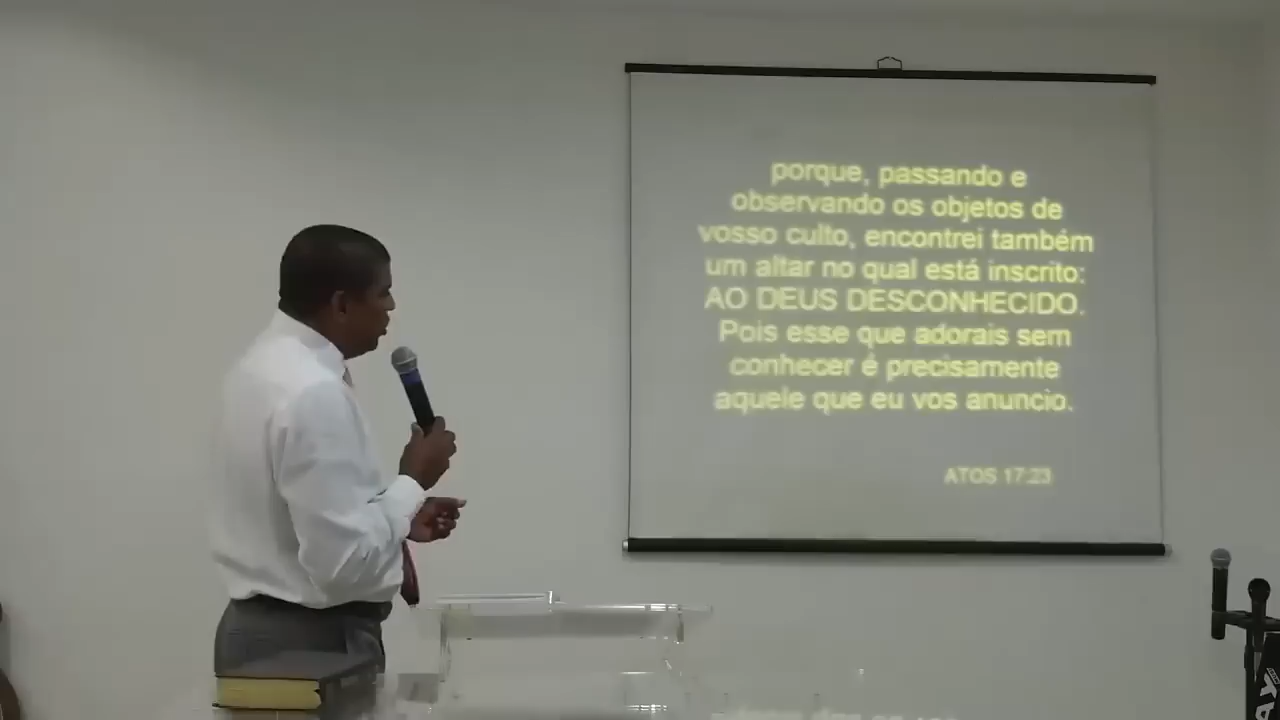 porque, passando e
observando os objetos de
vosso culto, encontrei também
um altar no qual está inscrito:
AO DEUS DESCONHECIDO.
Pois esse que adorais sem
conhecer é precisamente
aquele que eu vos anuncio.
ATOS 17:23